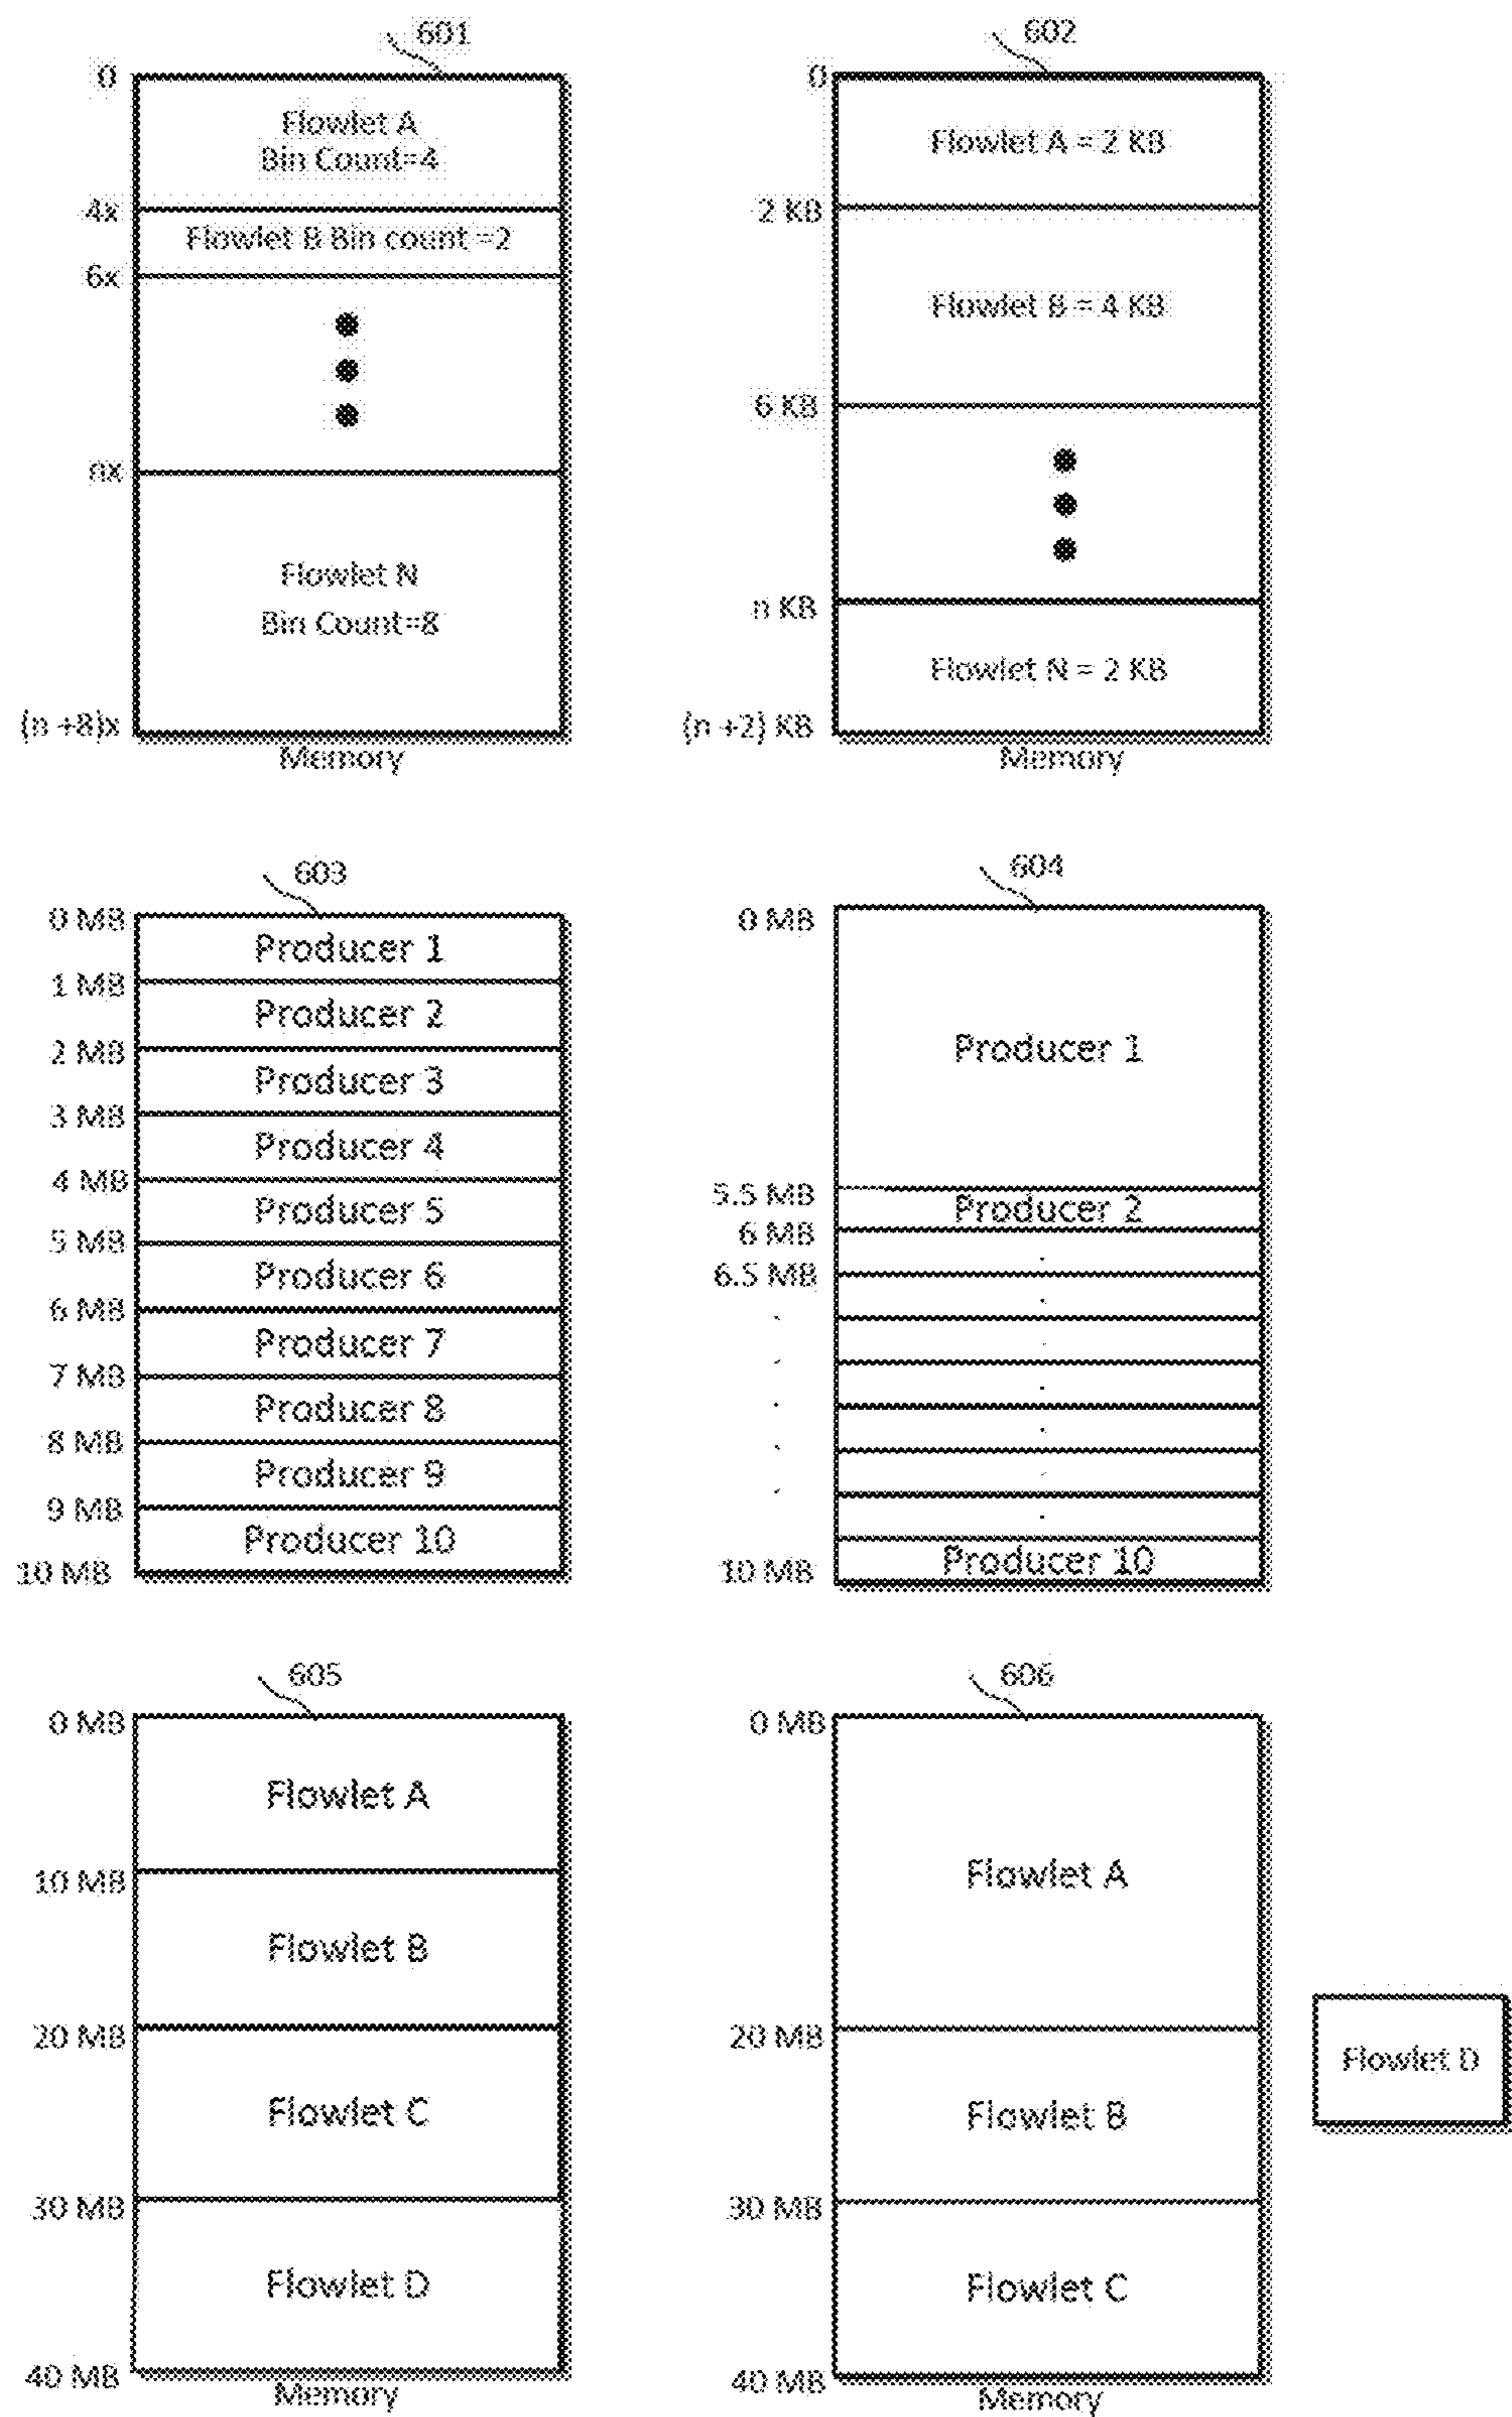 601
0
Flowlet A
Bin Count=4
4x
Flowlet B Bin count =2
6x
nx
Flowlet N
Bin Count=8
(n +8)x
Memory
602
0
Flowlet A = 2 KB
2 KB
Flowlet B = 4 KB
6 KB
n KB
Flowlet N = 2 KB
(n +2) KB
Memory
603
0 MB
Producer 1
1 MB
Producer 2
2 MB
Producer 3
3 MB
Producer 4
4 MB
Producer 5
5 MB
Producer 6
6 MB
Producer 7
7 MB
Producer 8
8 MB
Producer 9
9 MB
Producer 10
10 MB
604
0 MB
Producer 1
5.5 MB
Producer 2
6 MB
6.5 MB
Producer 10
10 MB
605
0 MB
Flowlet A
10 MB
Flowlet B
20 MB
Flowlet C
30 MB
Flowlet D
40 MB
Memory
606
0 MB
Flowlet A
20 MB
Flowlet B
30 MB
Flowlet C
40 MB
Memory
Flowlet D